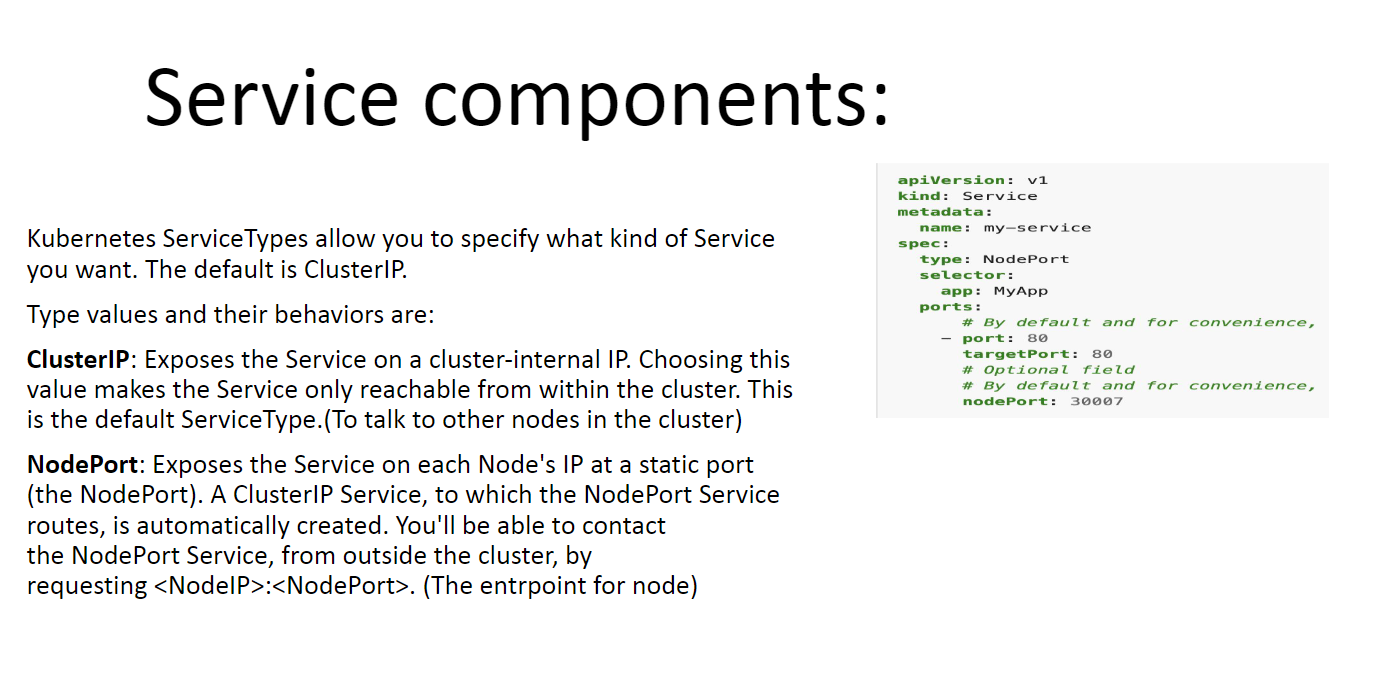 Service components:
Kubernetes ServiceTypes allow you to specify what kind of Service
you want. The default is ClusterIP.
Type values and their behaviors are:
ClusterIP: Exposes the Service on a cluster-internal IP. Choosing this
value makes the Service only reachable from within the cluster. This
is the default ServiceType.(To talk to other nodes in the cluster)
NodePort: Exposes the Service on each Node's IP at a static port
(the NodePort). A ClusterIP Service, to which the NodePort Service
routes, is automatically created. You'll be able to contact
the NodePort Service, from outside the cluster, by
requesting <NodeIP>:<NodePort>. (The entrpoint for node)
apiVersion: v1
kind: Service
metadata:
  name: my-service
spec:
  type: NodePort
  selector:
    app: MyApp
  ports:
      # By default and for convenience,
    - port: 80
      targetPort: 80
      # Optional field
      # By default and for convenience,
      nodePort: 30007